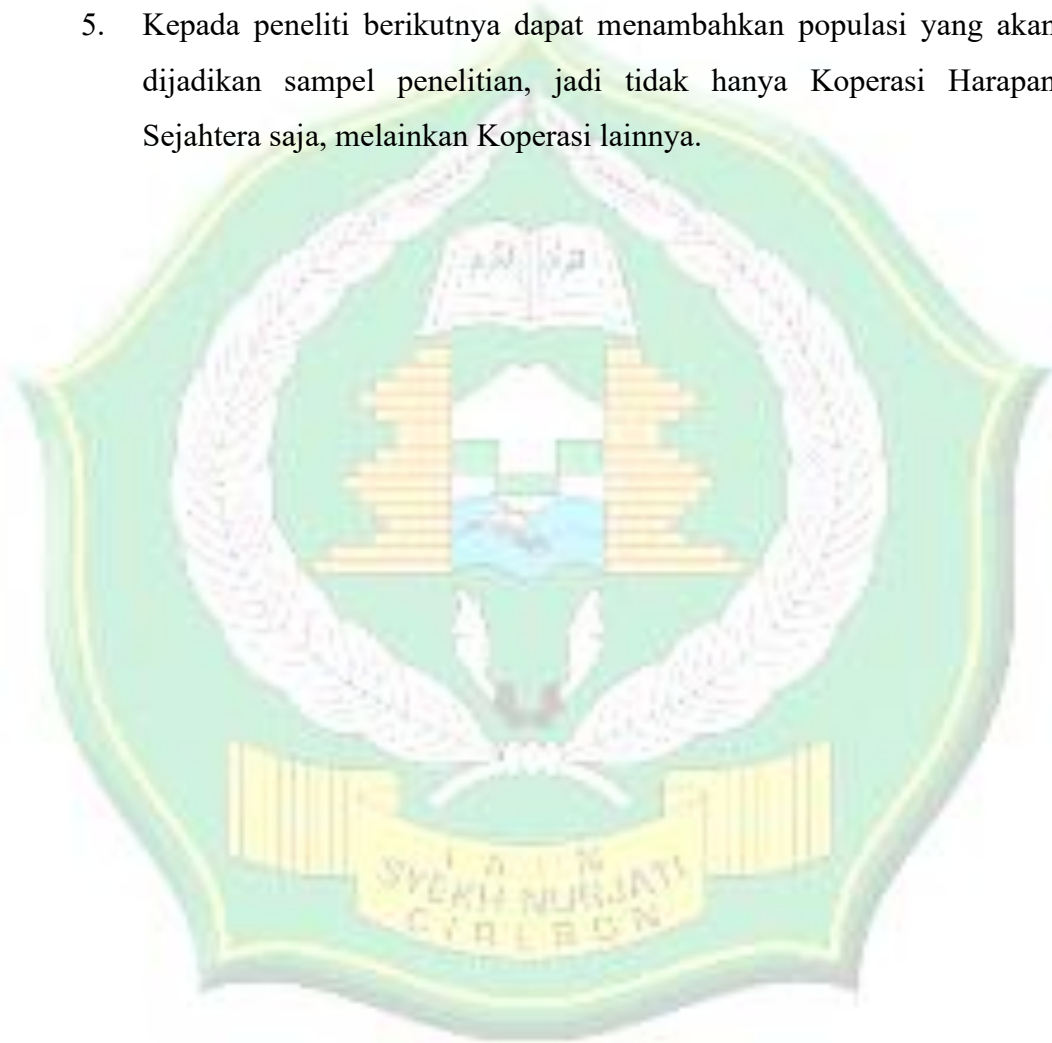 5. Kepada peneliti berikutnya dapat menambahkan populasi yang akan
dijadikan sampel penelitian, jadi tidak hanya Koperasi Harapan
Sejahtera saja, melainkan Koperasi lainnya.
IAIN
SYEKH NURJATI
CIREBON